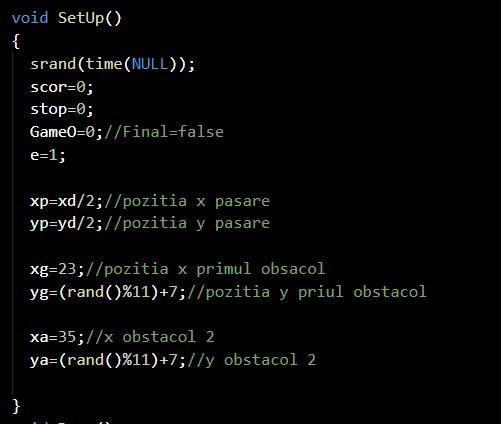 void SetUp()
{
srand(time(NULL));
scor=0;
stop=0;
GameO=0;//Final=false
e=1;
xp=xd/2;//pozitia x pasare
yp=yd/2;//pozitia y pasare
xg=23;//pozitia x primul obsacol
yg=(rand()%11)+7;//pozitia y priul obstacol
xa=35;//x obstacol 2
ya=(rand()%11)+7;//y obstacol 2
}